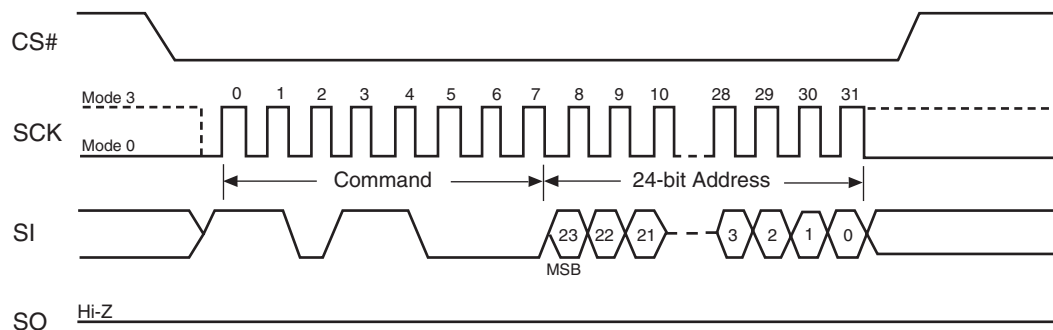 CS#
Mode 3
0 1 2 3 4 5 6 7 8 9 10 28 29 30 31
SCK
Mode 0
Command
24-bit Address
SI
23 22 21 3 2 1 0
MSB
Hi-Z
SO